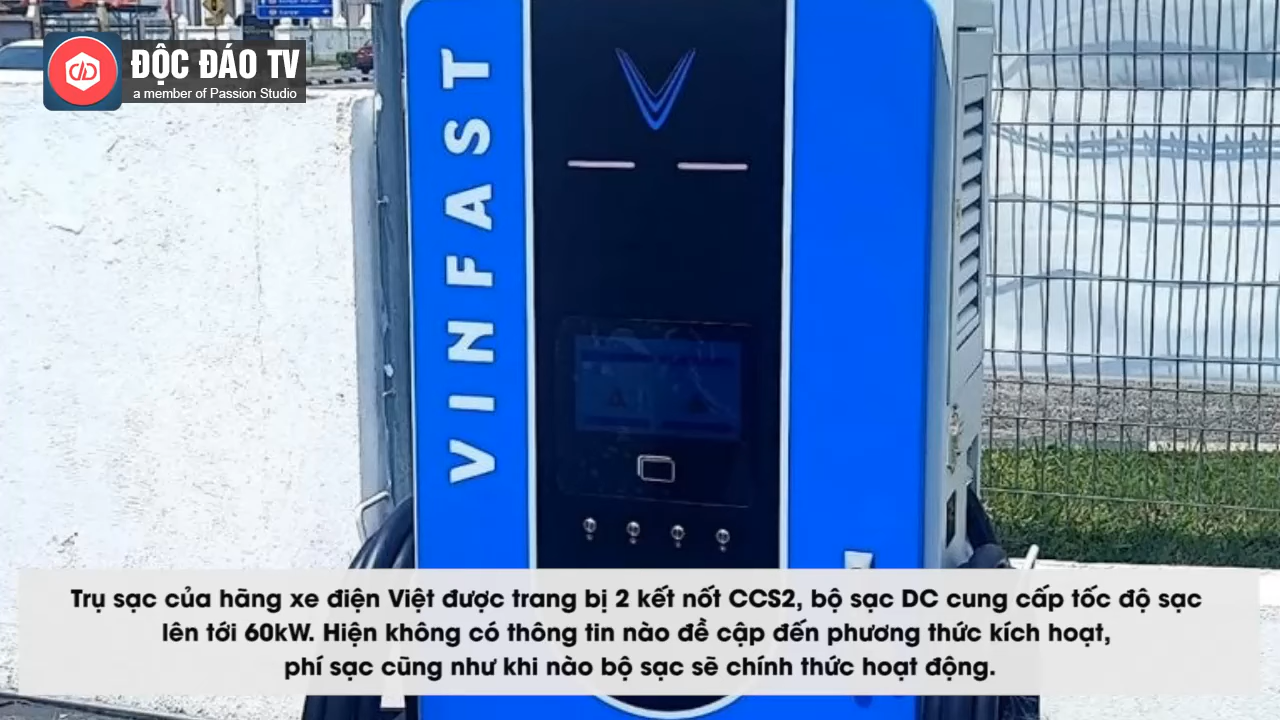 ĐỘC ĐÁO TV
a member of Passion Studio
VINFAST
Trụ sạc của hãng xe điện Việt được trang bị 2 kết nốt CCS2, bộ sạc DC cung cấp tốc độ sạc
lên tới 60kW. Hiện không có thông tin nào đề cập đến phương thức kích hoạt,
phí sạc cũng như khi nào bộ sạc sẽ chính thức hoạt động.